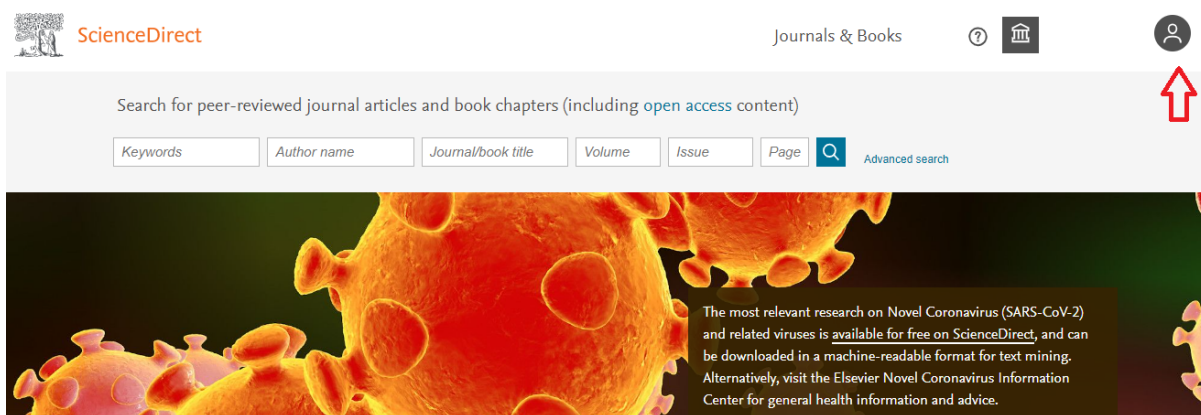 ScienceDirect
Journals & Books
?
Search for peer-reviewed journal articles and book chapters (including open access content)
Keywords
Author name
Journal/book title
Volume
Issue
Page
Advanced search
The most relevant research on Novel Coronavirus (SARS-CoV-2)
and related viruses is available for free on ScienceDirect, and can
be downloaded in a machine-readable format for text mining.
Alternatively, visit the Elsevier Novel Coronavirus Information
Center for general health information and advice.